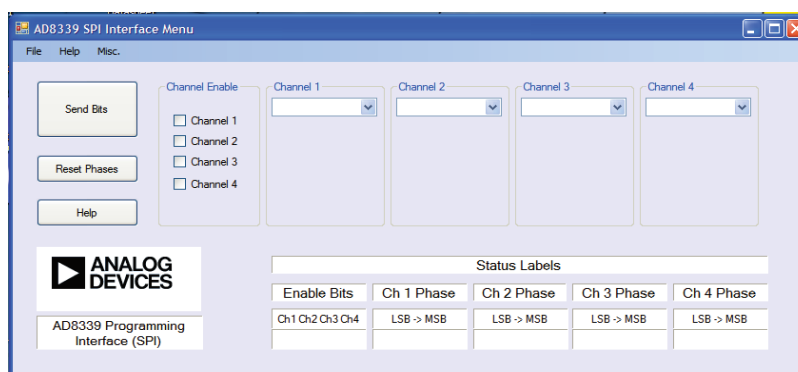 AD8339 SPI Interface Menu
File Help Misc.
Send Bits
Reset Phases
Help
Channel Enable
Channel 1
Channel 2
Channel 3
Channel 4
Channel 1
Channel 2
Channel 3
Channel 4
ANALOG
DEVICES
AD8339 Programming
Interface (SPI)
Status Labels
Enable Bits Ch 1 Phase Ch 2 Phase Ch 3 Phase Ch 4 Phase
Ch1 Ch2 Ch3 Ch4 LSB -> MSB LSB -> MSB LSB -> MSB LSB -> MSB